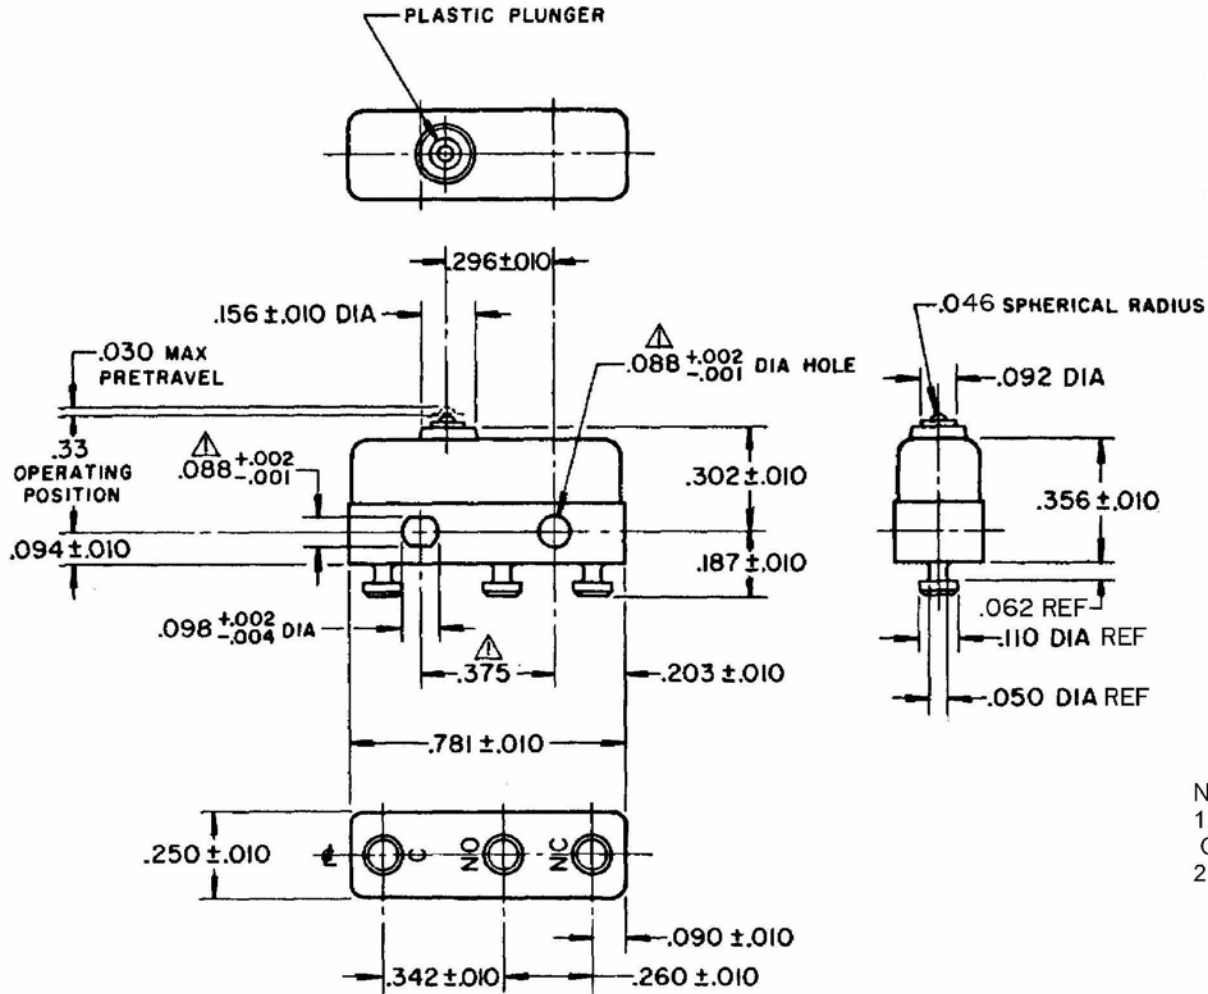 PLASTIC PLUNGER
.296±.010
.156±.010 DIA
.046 SPHERICAL RADIUS
.030 MAX
PRETRAVEL
.088 +.002 -.001 DIA HOLE
.092 DIA
.33
OPERATING
POSITION
.088 +.002 -.001
.302±.010
.356±.010
.094±.010
.187±.010
.098 +.002 -.004 DIA
.062 REF
.110 DIA REF
.375
.203±.010
.050 DIA REF
.781±.010
.250±.010
C
N/O
N/C
.090±.010
.342±.010
.260±.010
N
1
2